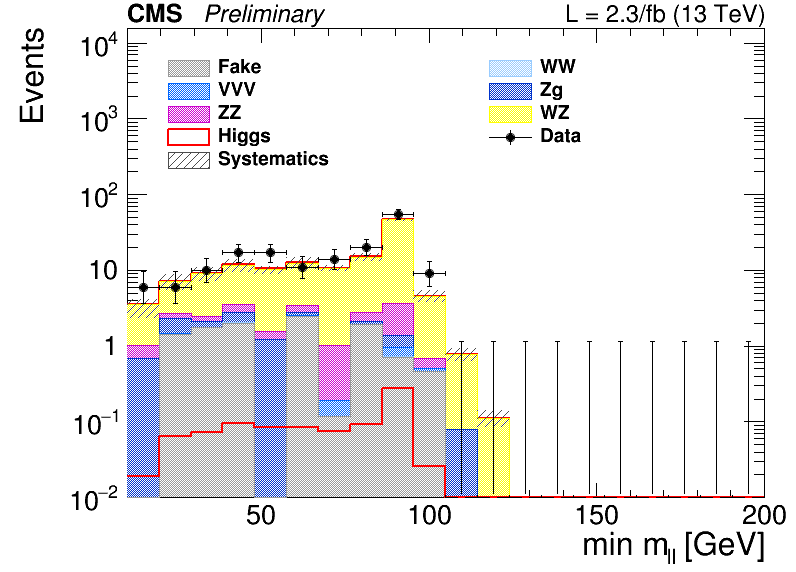 CMS Preliminary L = 2.3/fb (13 TeV)
Events
10^4
10^3
10^2
10
1
10^−1
10^−2
Fake
VVV
ZZ
Higgs
Systematics
WW
Zg
WZ
Data
50 100 150 200
min m_ll [GeV]